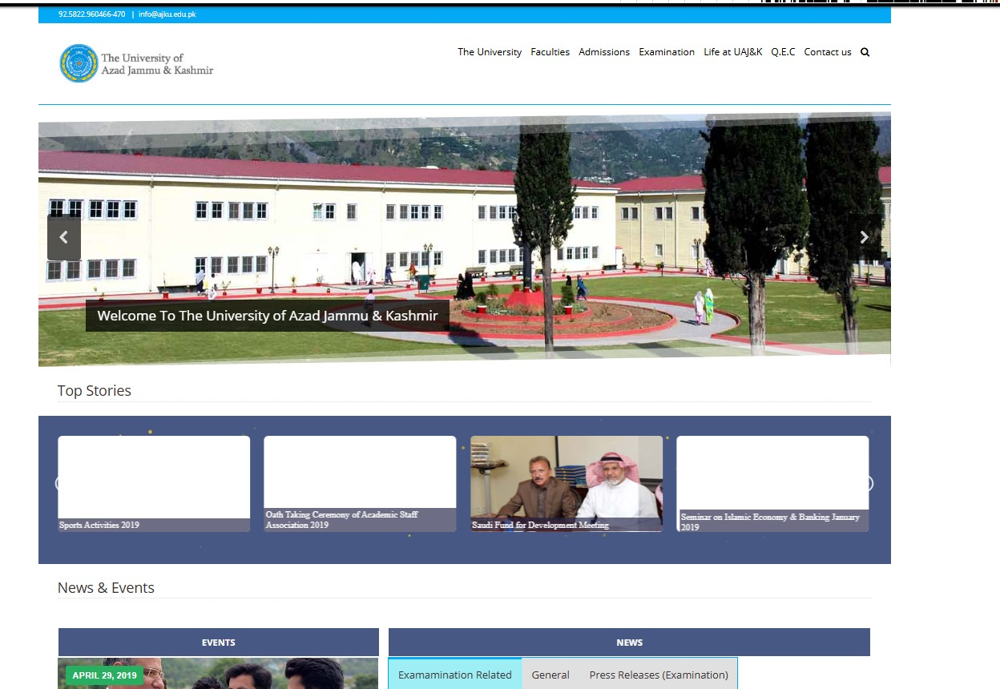 92.5822.960466-470 | info@ajku.edu.pk
The University of
Azad Jammu & Kashmir
The University Faculties Admissions Examination Life at UAJ&K Q.E.C Contact us
Welcome To The University of Azad Jammu & Kashmir
Top Stories
Sports Activities 2019
Oath Taking Ceremony of Academic Staff
Association 2019
Saudi Fund for Development Meeting
Seminar on Islamic Economy & Banking January
2019
News & Events
EVENTS
NEWS
APRIL 29, 2019
Examamination Related General Press Releases (Examination)